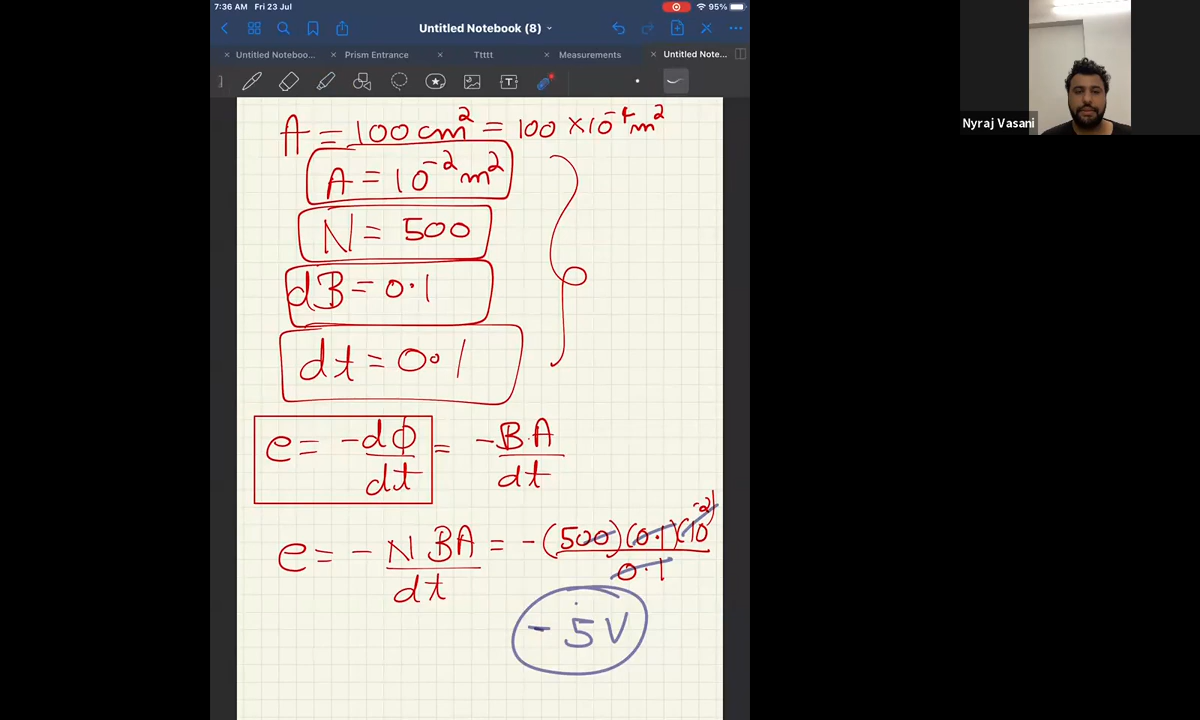 7:36 AM Fri 23 Jul
95%
Untitled Notebook (8)
Untitled Noteboo...
Prism Entrance
Ttttt
Measurements
Untitled Note...
Nyraj Vasani
A = 100 cm² = 100 × 10⁻⁴ m²
A = 10⁻² m²
N = 500
dB = 0.1
dt = 0.1
e = -dϕ/dt = -B.A/dt
e = - N BA/dt = -(500)(0.1)(10⁻²)/0.1
- 5 V